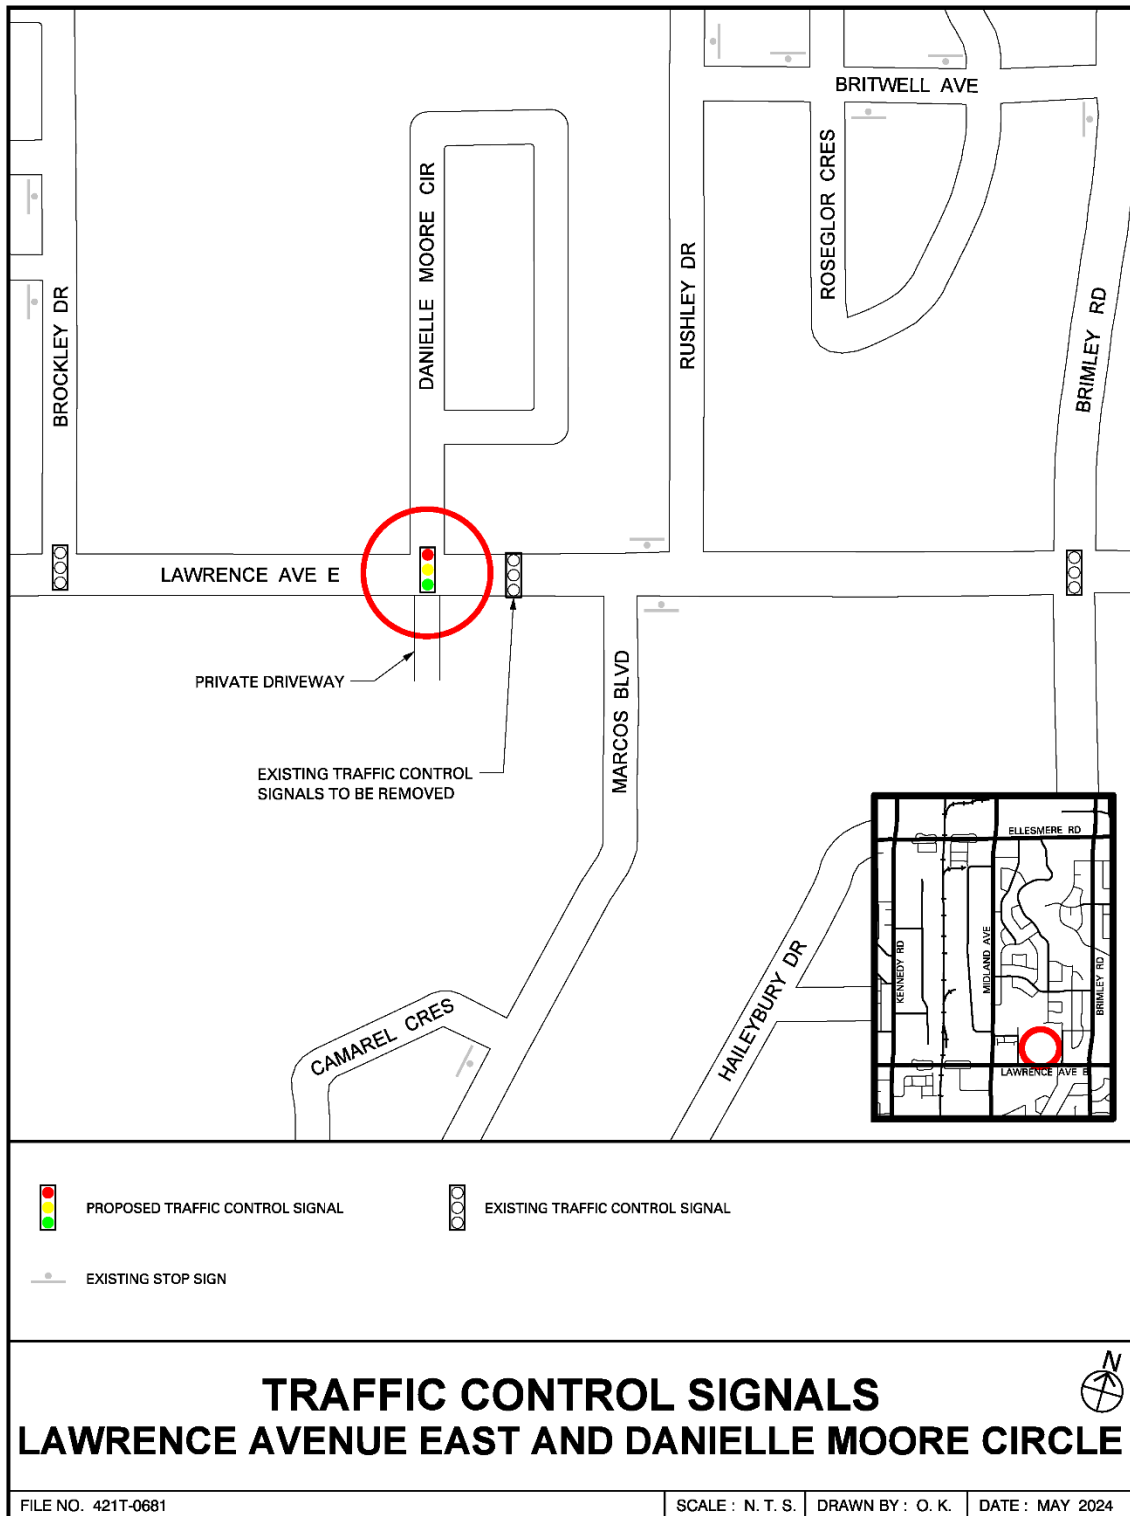 BRITWELL AVE
DANIELLE MOORE CIR
ROSEGLOR CRES
RUSHLEY DR
BROCKLEY DR
BRIMLEY RD
LAWRENCE AVE E
PRIVATE DRIVEWAY
MARCOS BLVD
EXISTING TRAFFIC CONTROL
SIGNALS TO BE REMOVED
HAILEYBURY DR
CAMAREL CRES
ELLESMERE RD
KENNEDY RD
MIDLAND AVE
BRIMLEY RD
LAWRENCE AVE E
PROPOSED TRAFFIC CONTROL SIGNAL
EXISTING TRAFFIC CONTROL SIGNAL
EXISTING STOP SIGN
N
TRAFFIC CONTROL SIGNALS
LAWRENCE AVENUE EAST AND DANIELLE MOORE CIRCLE
FILE NO. 421T-0681
SCALE : N. T. S.
DRAWN BY : O. K.
DATE : MAY 2024